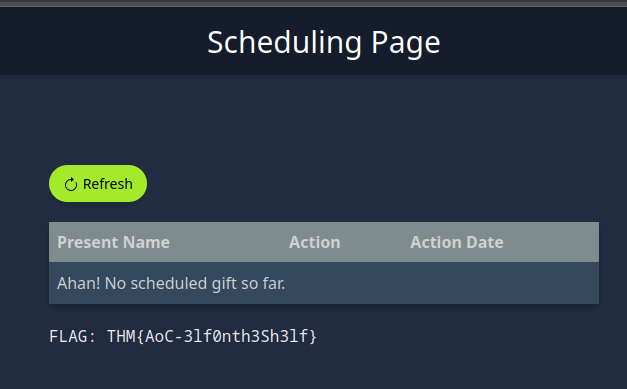 Scheduling Page
Refresh
Present Name Action Action Date
Ahan! No scheduled gift so far.
FLAG: THM{AoC-3lf0nth3Sh3lf}